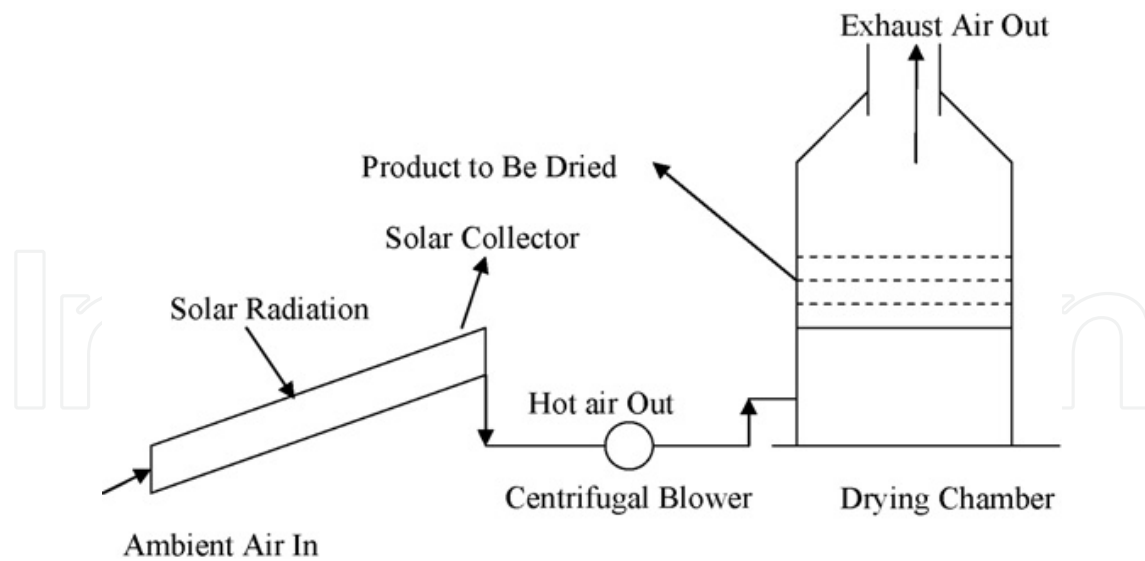 Exhaust Air Out
Product to Be Dried
Solar Collector
Solar Radiation
Hot air Out
Centrifugal Blower
Drying Chamber
Ambient Air In